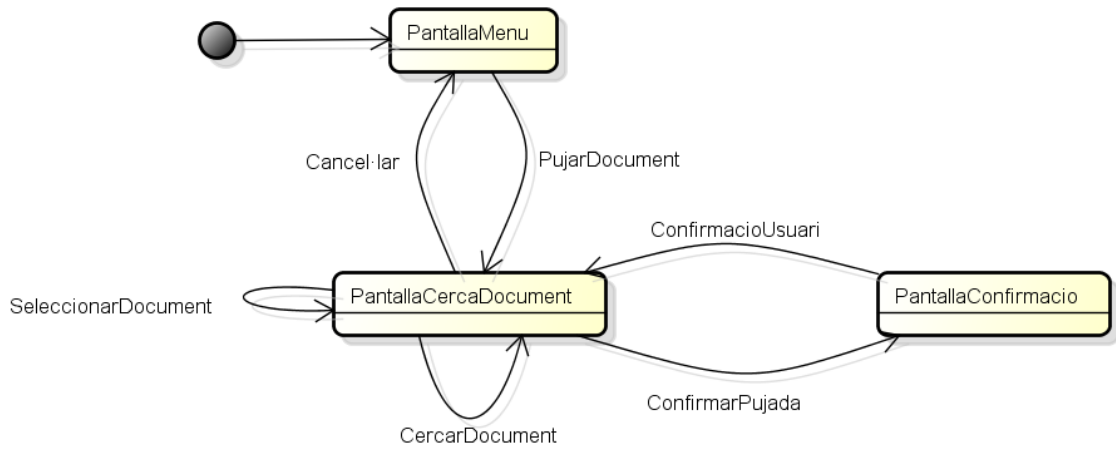 PantallaMenu
Cancel·lar
PujarDocument
ConfirmacioUsuari
PantallaCercaDocument
PantallaConfirmacio
SeleccionarDocument
ConfirmarPujada
CercarDocument